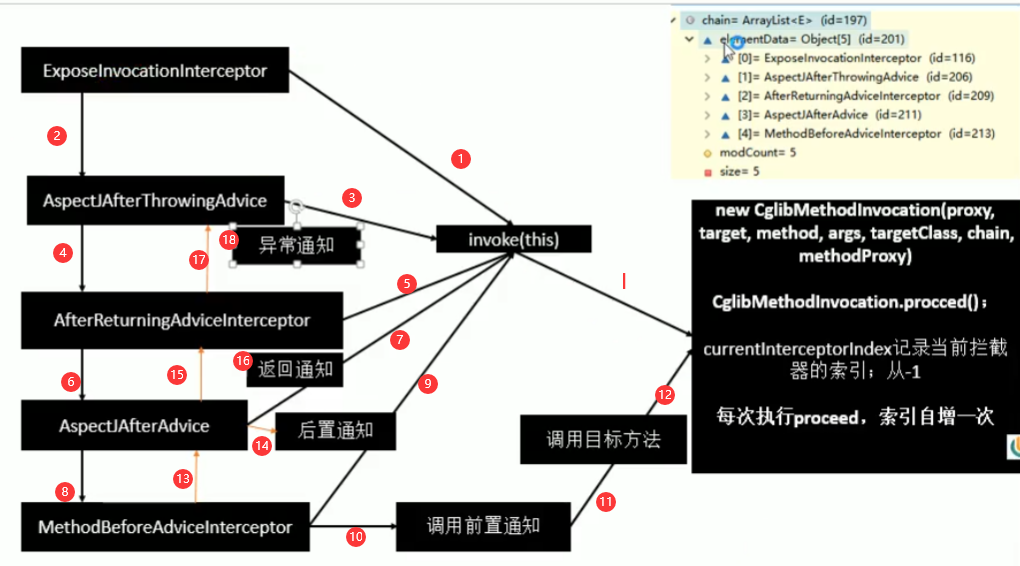 chain= ArrayList<E> (id=197)
elementData= Object[5] (id=201)
[0]= ExposeInvocationInterceptor (id=116)
[1]= AspectJAfterThrowingAdvice (id=206)
[2]= AfterReturningAdviceInterceptor (id=209)
[3]= AspectJAfterAdvice (id=211)
[4]= MethodBeforeAdviceInterceptor (id=213)
modCount= 5
size= 5
ExposeInvocationInterceptor
2
1
AspectJAfterThrowingAdvice
3
18
异常通知
invoke(this)
4
17
5
AfterReturningAdviceInterceptor
7
16
返回通知
15
6
9
AspectJAfterAdvice
14
后置通知
12
调用目标方法
13
8
11
MethodBeforeAdviceInterceptor
10
调用前置通知
new CglibMethodInvocation(proxy,
target, method, args, targetClass, chain,
methodProxy)
CglibMethodInvocation.procced();
currentInterceptorIndex记录当前拦截
器的索引；从-1
每次执行proceed，索引自增一次